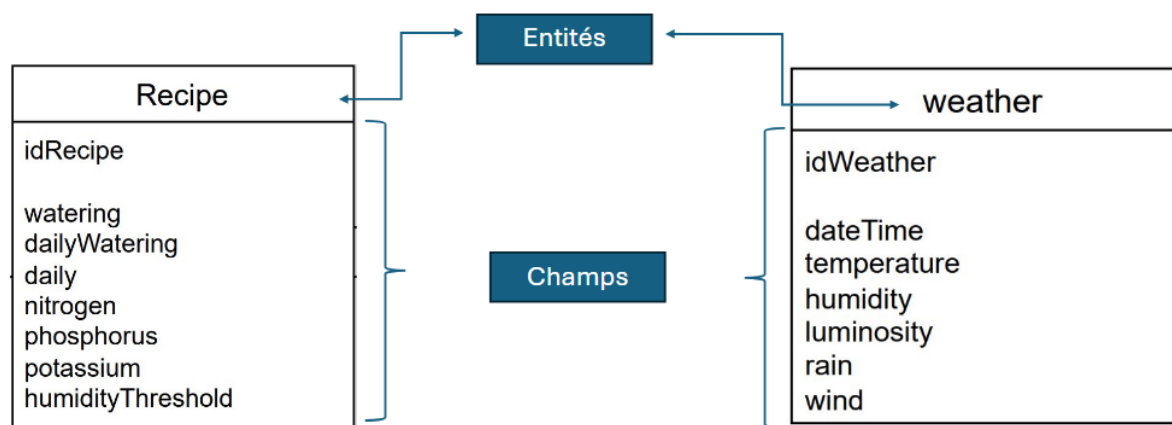 Entités
Recipe
idRecipe
watering
dailyWatering
daily
nitrogen
phosphorus
potassium
humidityThreshold
Champs
weather
idWeather
dateTime
temperature
humidity
luminosity
rain
wind